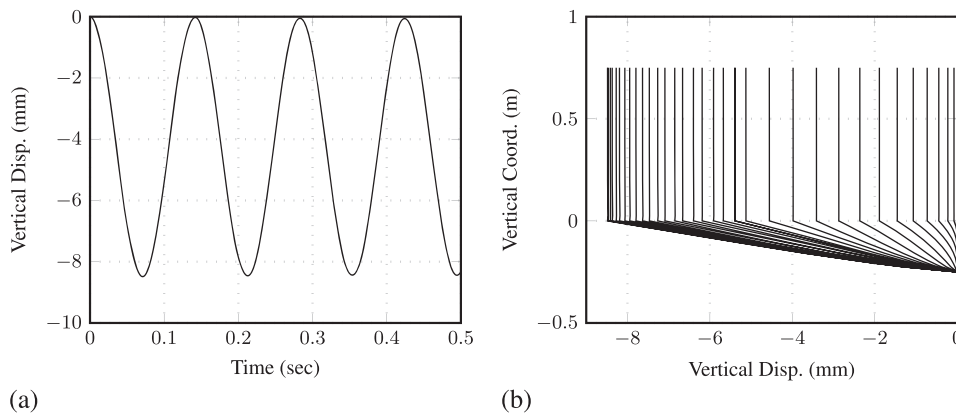 0
−2
−4
−6
−8
−10
Vertical Disp. (mm)
0 0.1 0.2 0.3 0.4 0.5
Time (sec)
(a)
1
0.5
0
−0.5
Vertical Coord. (m)
−8 −6 −4 −2
Vertical Disp. (mm)
(b)